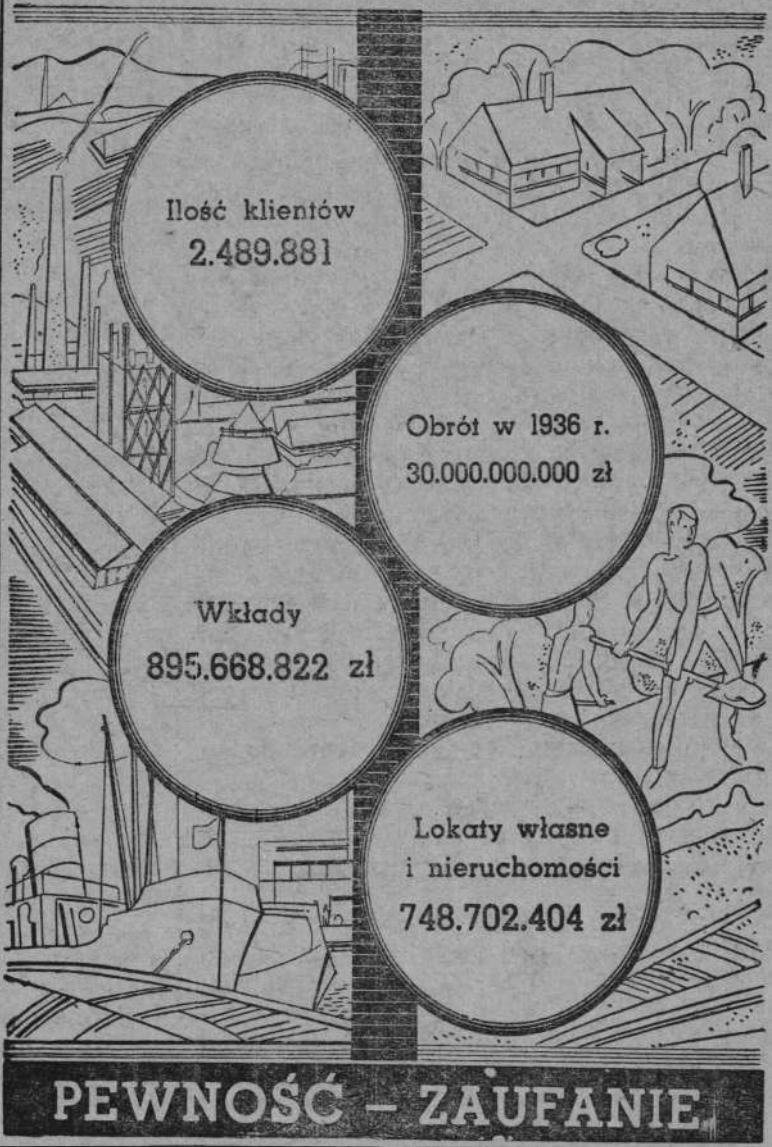 Ilość klientów
2.489.881
Obrót w 1936 r.
30.000.000.000 zł
Wkłady
895.668.822 zł
Lokaty własne
i nieruchomości
748.702.404 zł
PEWNOŚĆ – ZAUFANIE